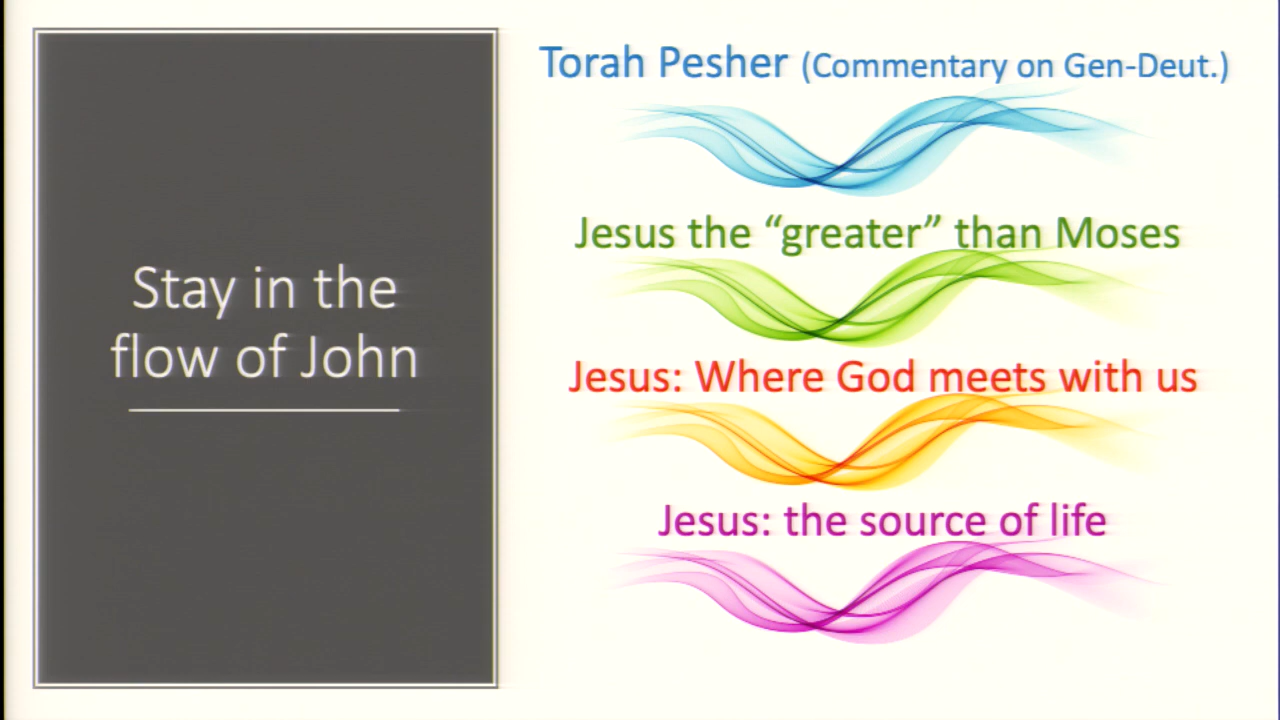 Stay in the
flow of John
Torah Pesher (Commentary on Gen-Deut.)
Jesus the “greater” than Moses
Jesus: Where God meets with us
Jesus: the source of life